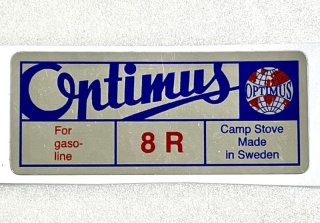 Optimus
OPTIMUS
For
gaso-
line
8 R
Camp Stove
Made
in Sweden